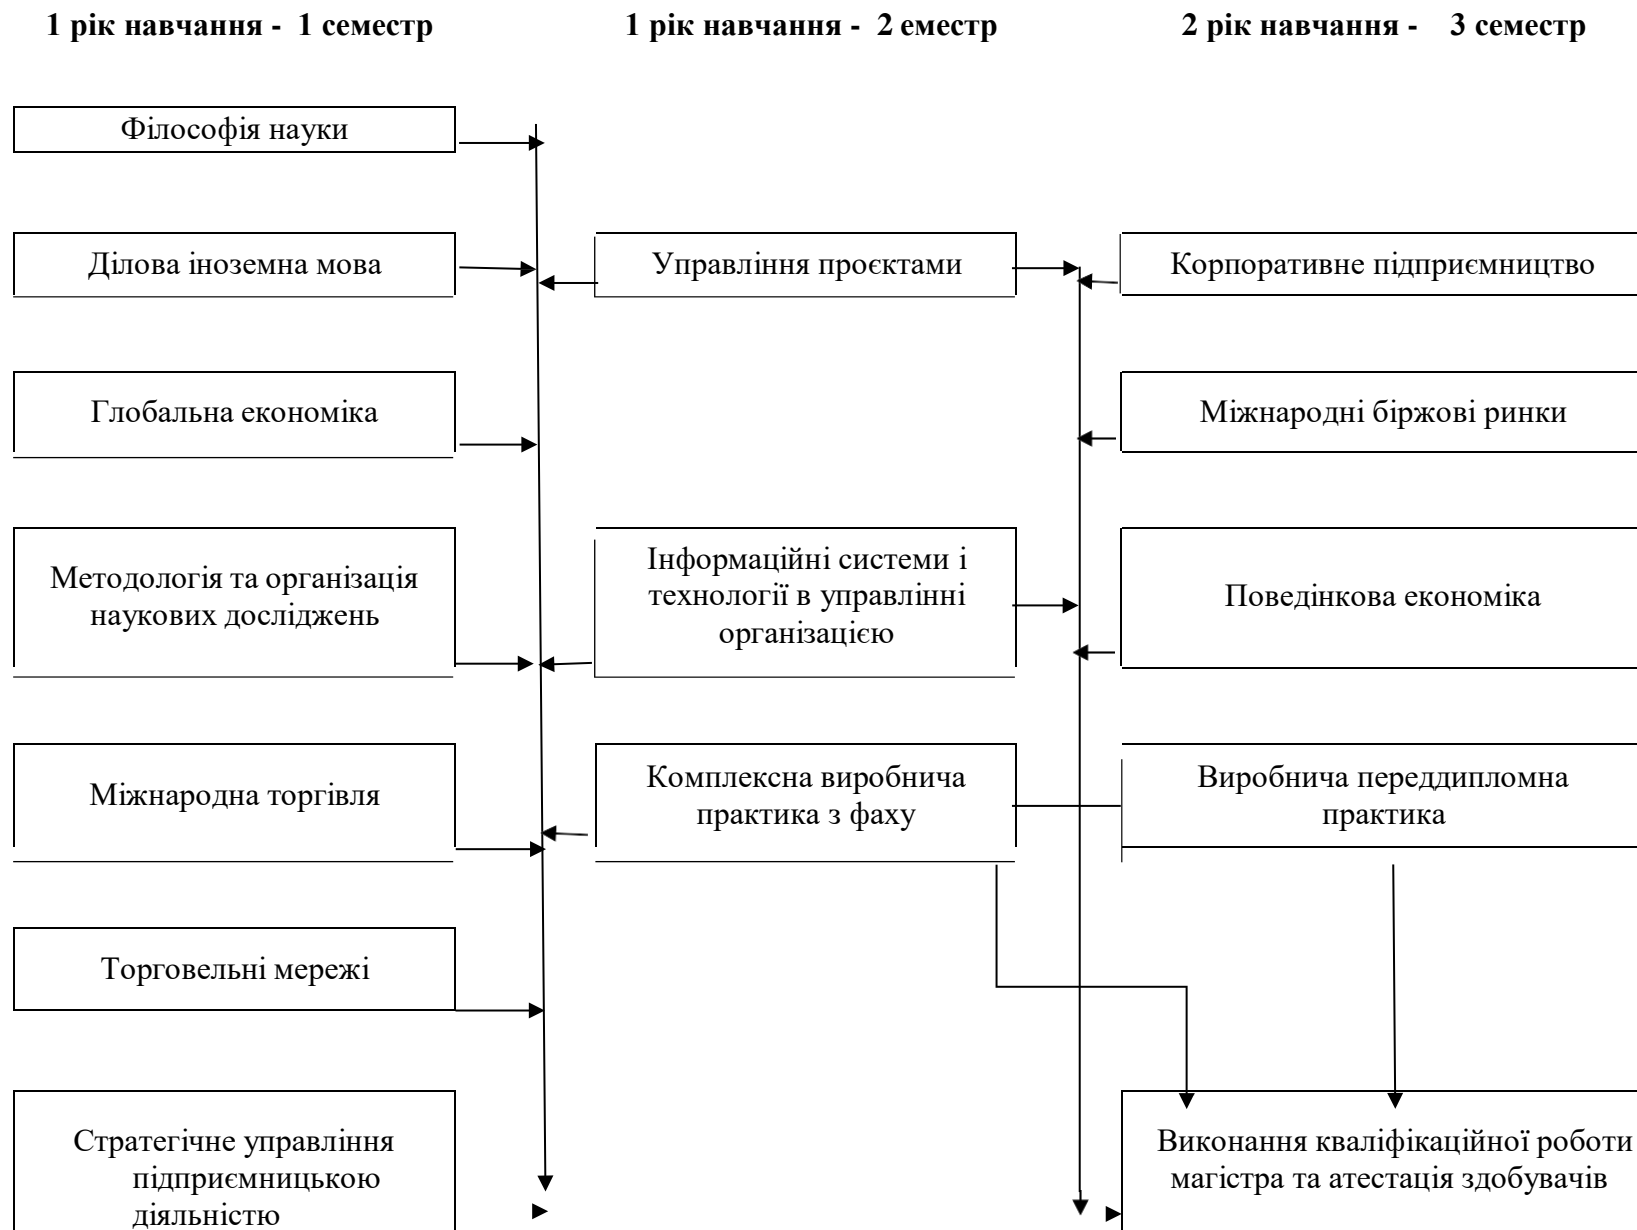 1 рік навчання - 1 семестр
1 рік навчання - 2 еместр
2 рік навчання - 3 семестр
Філософія науки
Ділова іноземна мова
Управління проєктами
Корпоративне підприємництво
Глобальна економіка
Міжнародні біржові ринки
Методологія та організація
наукових досліджень
Інформаційні системи і
технології в управлінні
організацією
Поведінкова економіка
Міжнародна торгівля
Комплексна виробнича
практика з фаху
Виробнича переддипломна
практика
Торговельні мережі
Стратегічне управління
підприємницькою
діяльністю
Виконання кваліфікаційної роботи
магістра та атестація здобувачів